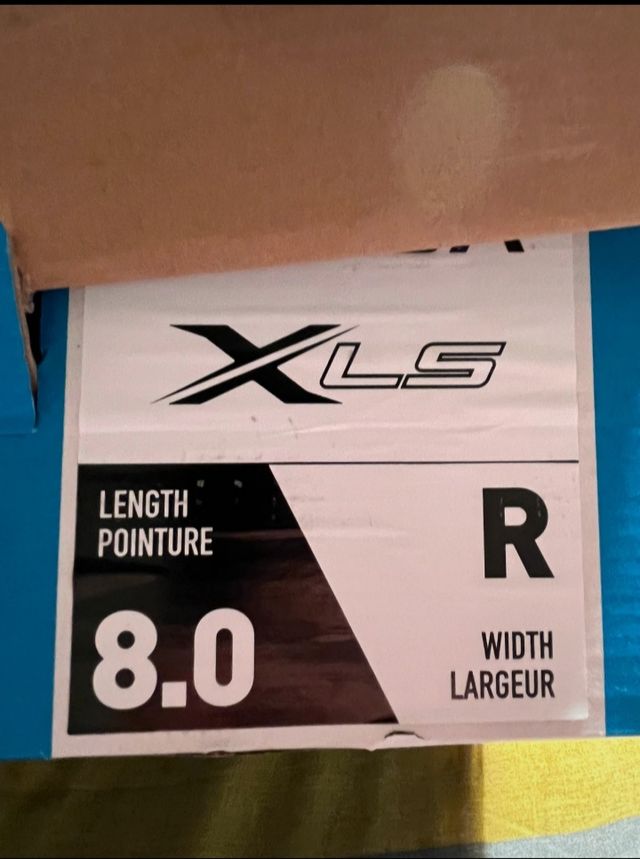 XLS
LENGTH
POINTURE
8.0
R
WIDTH
LARGEUR